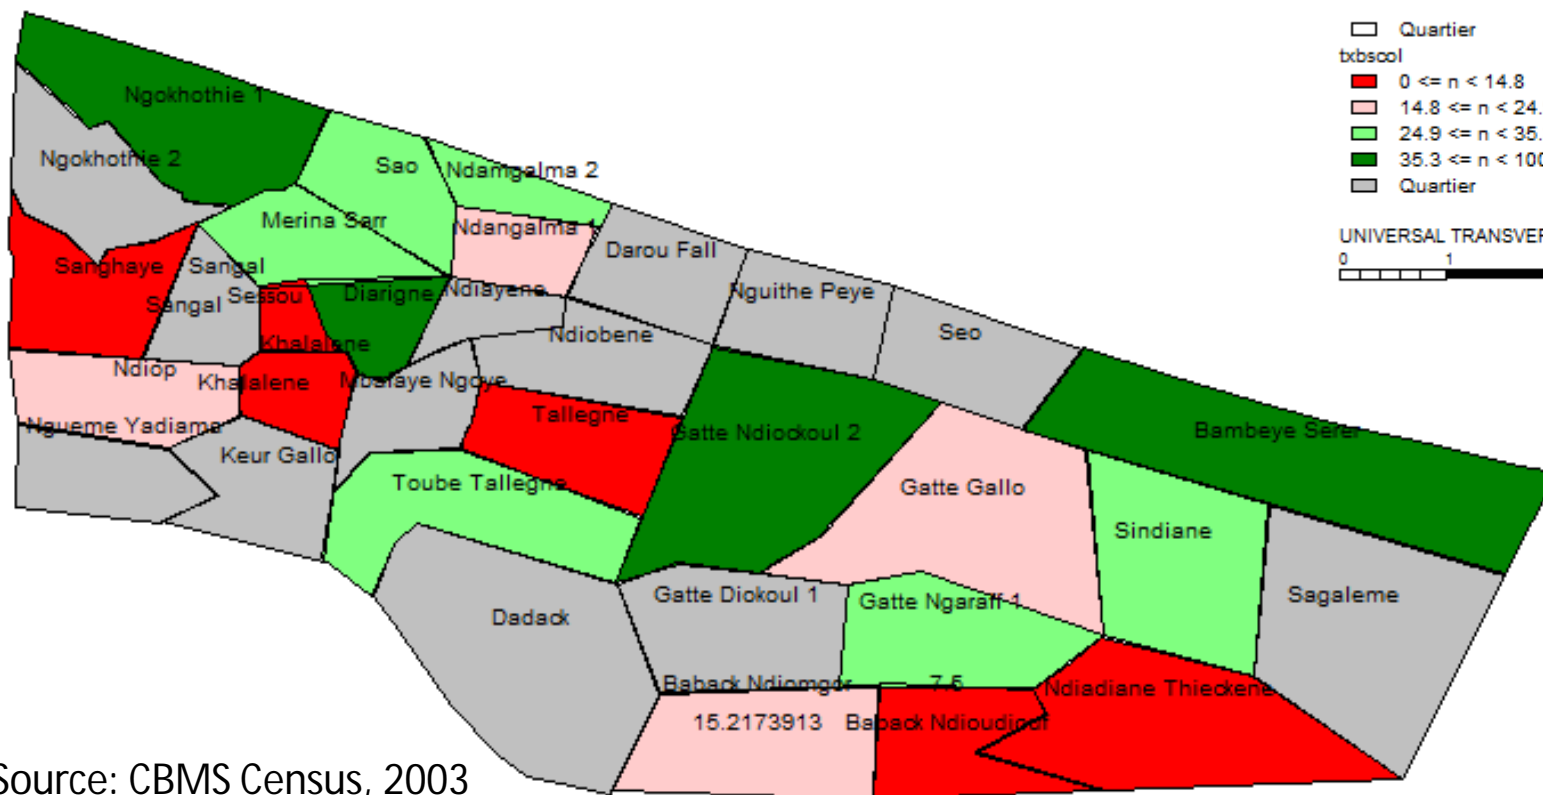 Quartier
txbscol
0 <= n < 14.8
14.8 <= n < 24.
24.9 <= n < 35.
35.3 <= n < 100
Quartier
UNIVERSAL TRANSVER
0 1
Ngokhothie 1
Ngokhothie 2
Sao
Ndamgalma 2
Merina Sarr
Ndangalma 1
Darou Fall
Sanghaye
Sangal
Sangal
Sessou
Diarigne
Ndiayene
Nguithe Peye
Seo
Khalalene
Ndiobene
Ndiop
Khalalene
Mbafaye Ngoye
Tallegne
Ngueme Yadiama
Gatte Ndiockoul 2
Bambeye Serer
Keur Gallo
Toube Tallegne
Gatte Gallo
Sindiane
Dadack
Gatte Diokoul 1
Gatte Ngaraff 1
Sagaleme
Baback Ndiomgor
7.5
Ndiadiane Thieckene
15.2173913
Baback Ndioudiouf
Source: CBMS Census, 2003